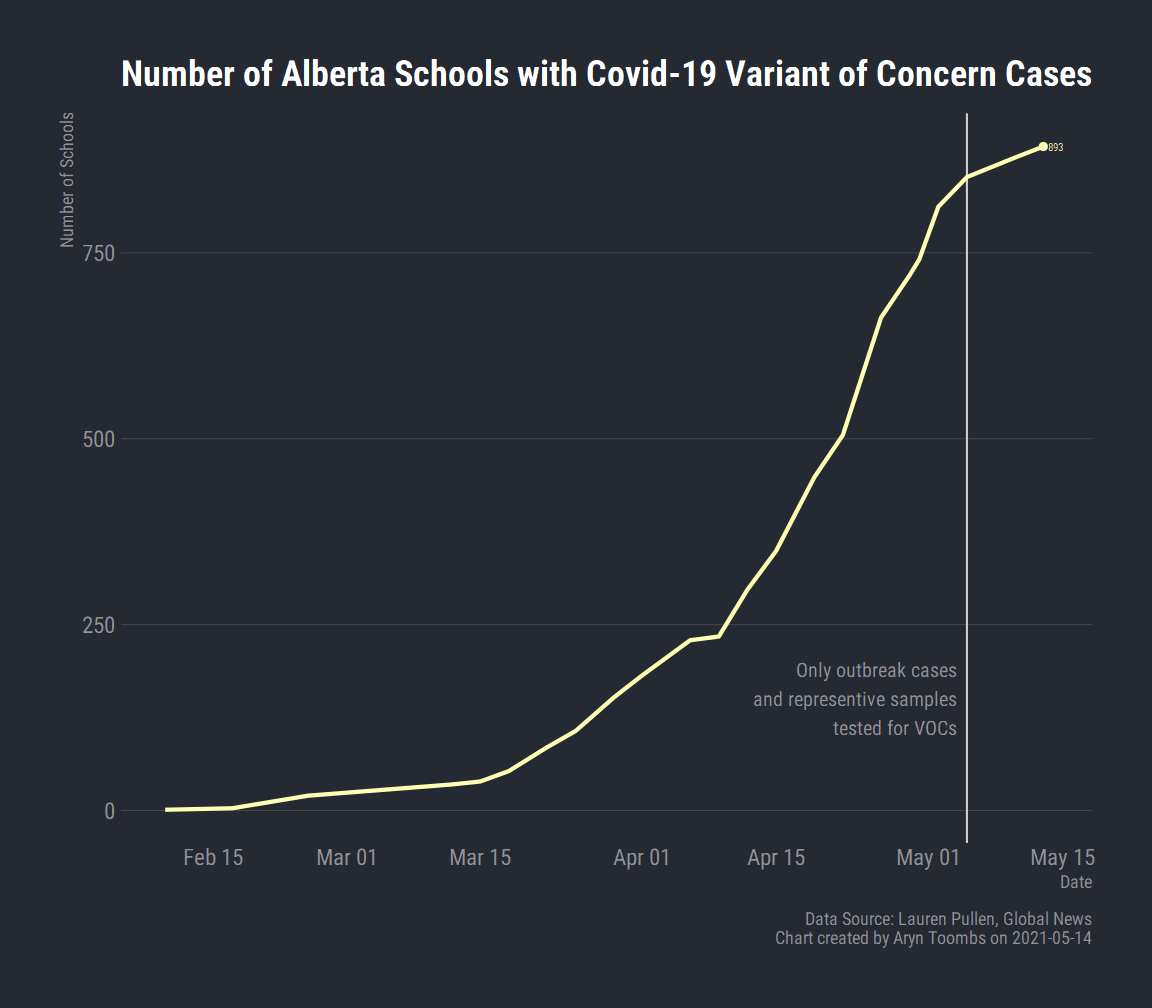 Number of Alberta Schools with Covid-19 Variant of Concern Cases
Number of Schools
893
750
500
250
0
Only outbreak cases
and representive samples
tested for VOCs
Feb 15
Mar 01
Mar 15
Apr 01
Apr 15
May 01
May 15
Date
Data Source: Lauren Pullen, Global News
Chart created by Aryn Toombs on 2021-05-14